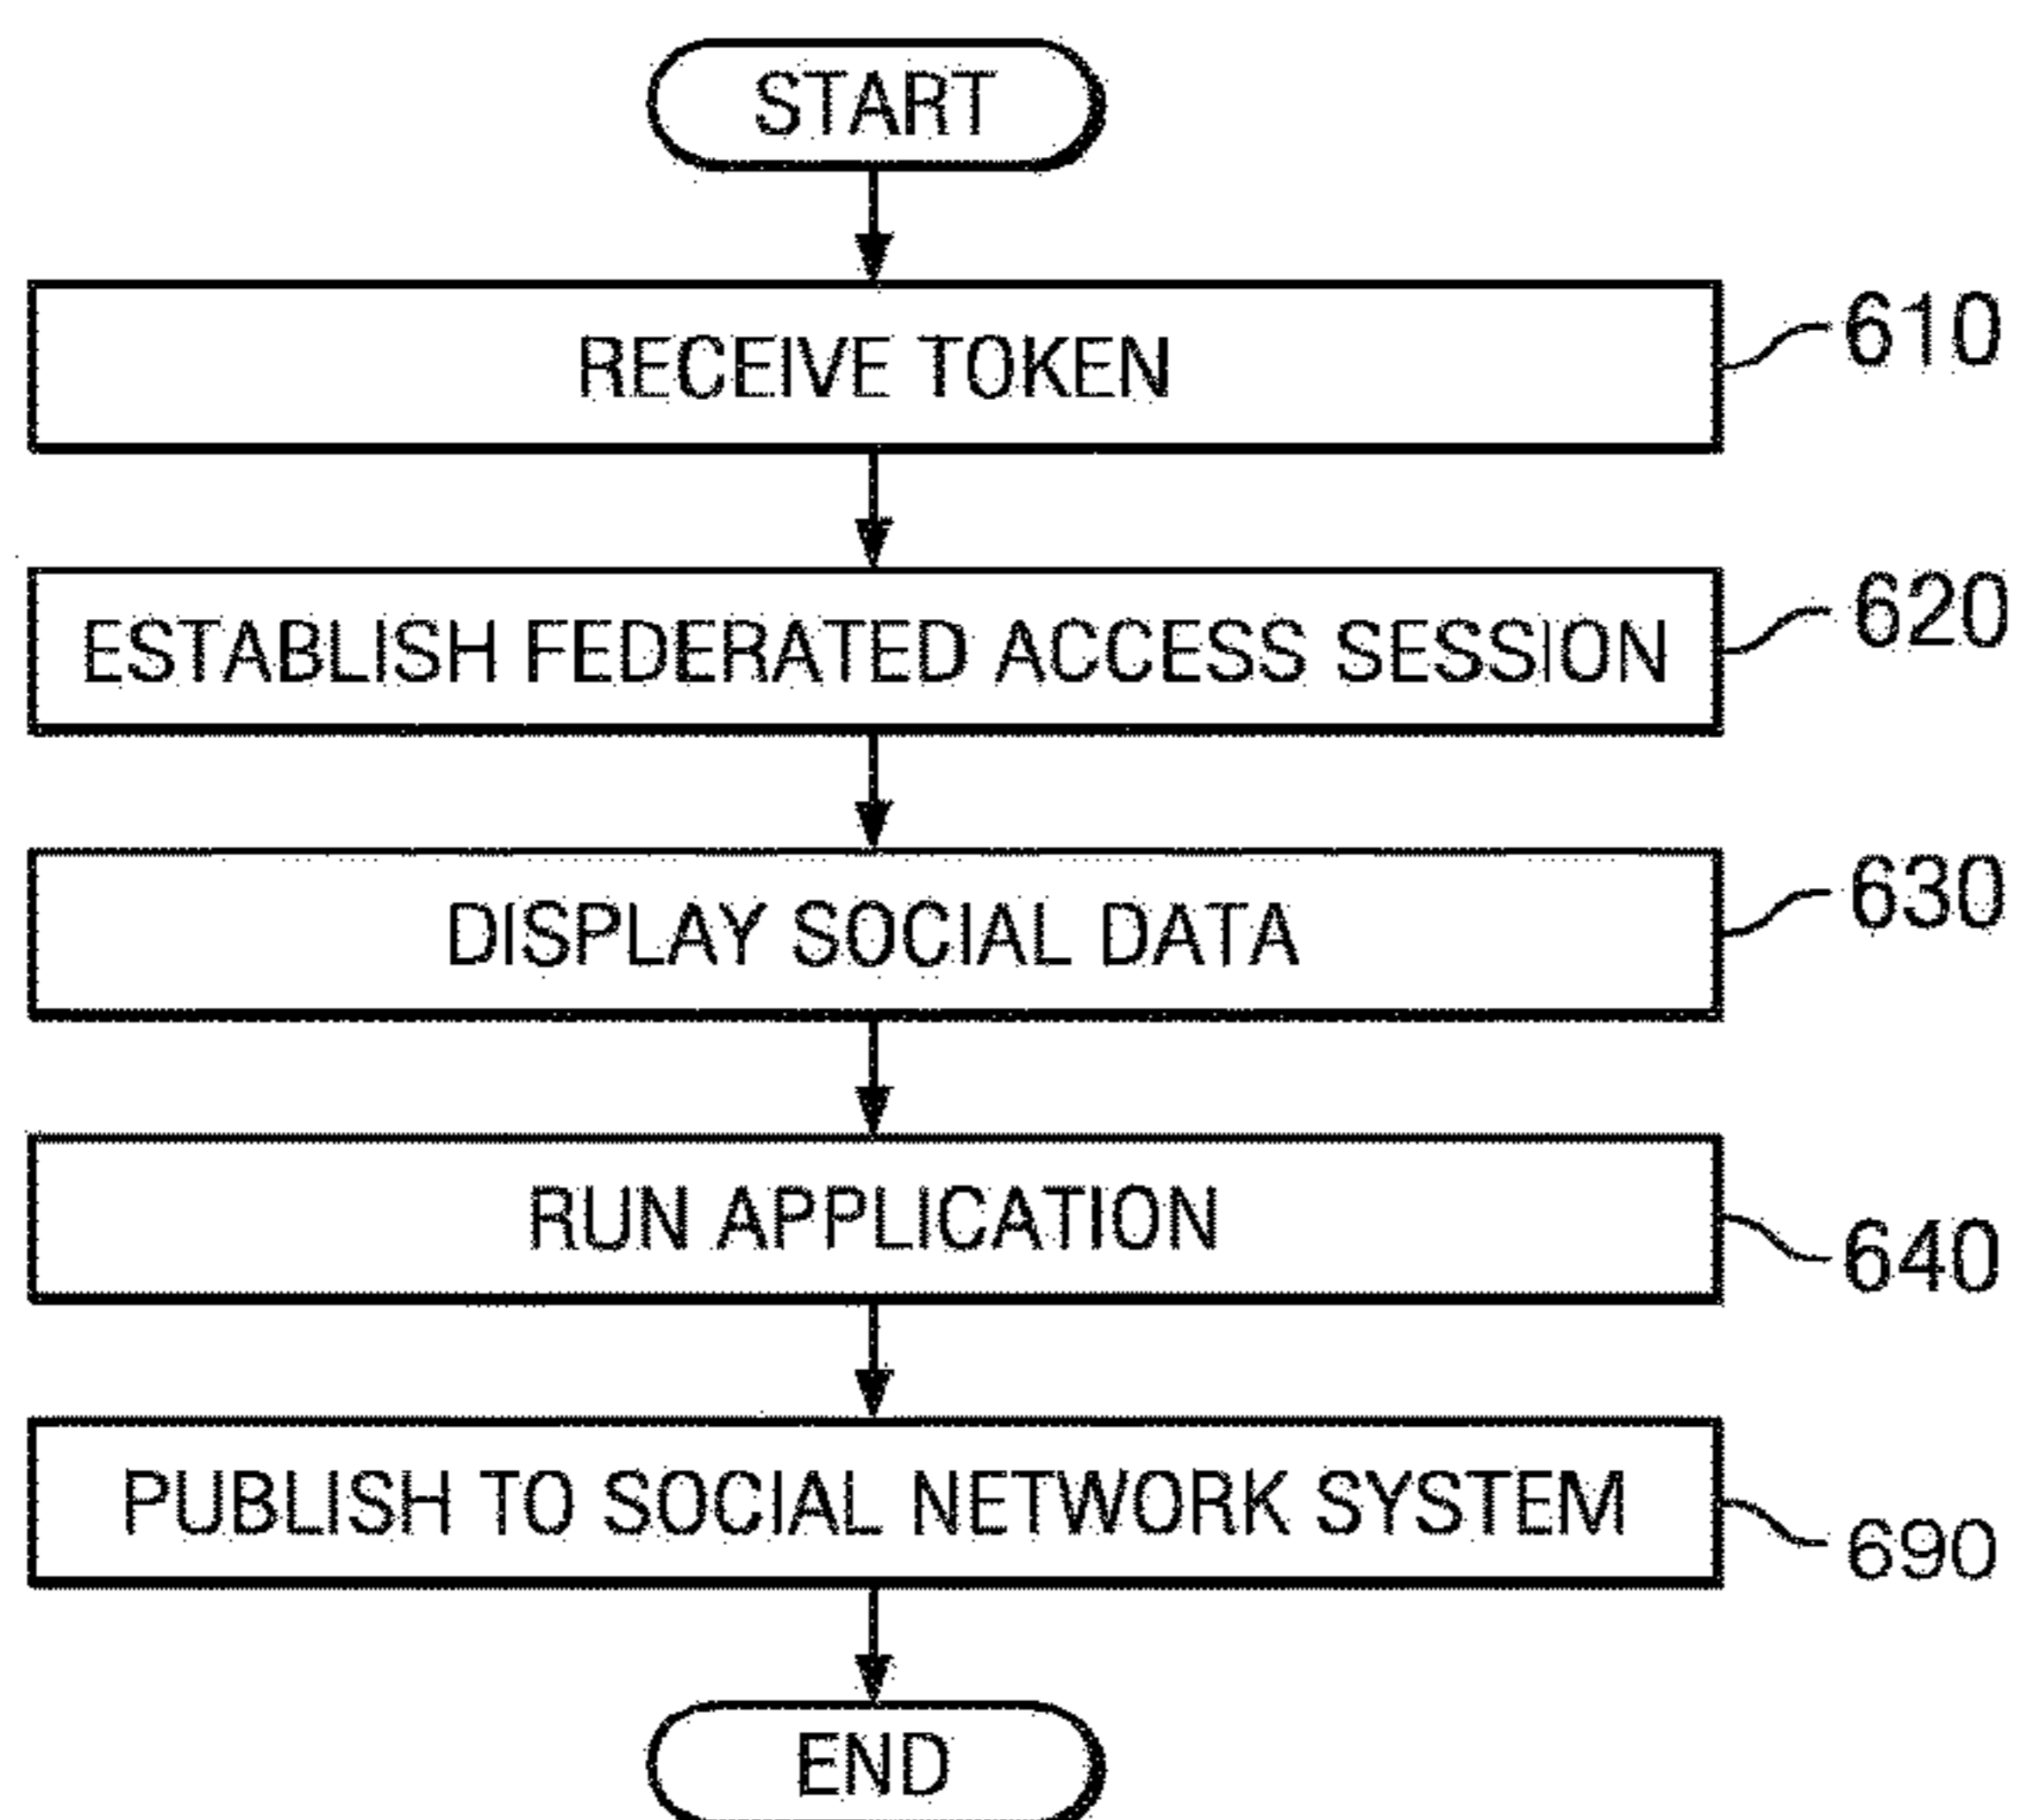 START
RECEIVE TOKEN
610
ESTABLISH FEDERATED ACCESS SESSION
620
DISPLAY SOCIAL DATA
630
RUN APPLICATION
640
PUBLISH TO SOCIAL NETWORK SYSTEM
690
END